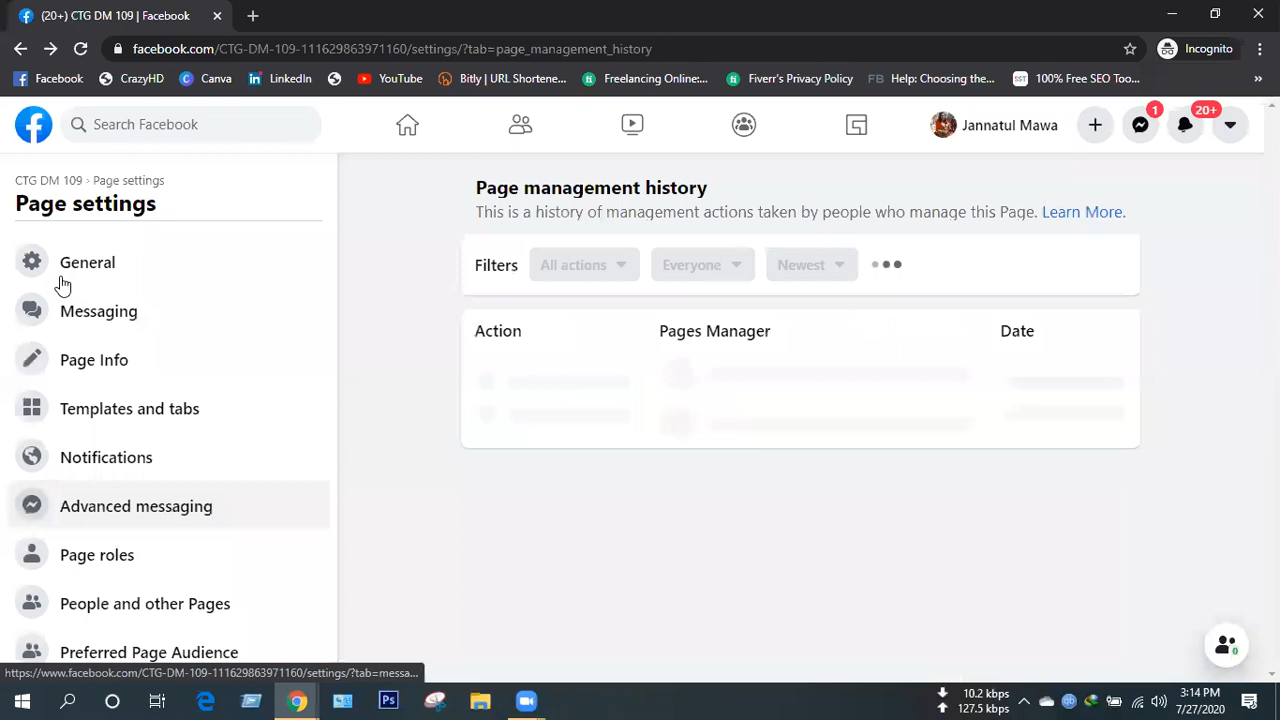 (20+) CTG DM 109 | Facebook
facebook.com/CTG-DM-109-111629863971160/settings/?tab=page_management_history
Incognito
Facebook
CrazyHD
Canva
LinkedIn
YouTube
Bitly | URL Shortene...
Freelancing Online:...
Fiverr's Privacy Policy
FB Help: Choosing the...
SST 100% Free SEO Too...
»
Search Facebook
Jannatul Mawa
1
20+
CTG DM 109 › Page settings
Page settings
General
Messaging
Page Info
Templates and tabs
Notifications
Advanced messaging
Page roles
People and other Pages
Preferred Page Audience
Page management history
This is a history of management actions taken by people who manage this Page. Learn More.
Filters
All actions
Everyone
Newest
Action
Pages Manager
Date
0
https://www.facebook.com/CTG-DM-109-111629863971160/settings/?tab=messa...
Ps
10.2 kbps
127.5 kbps
3:14 PM
7/27/2020